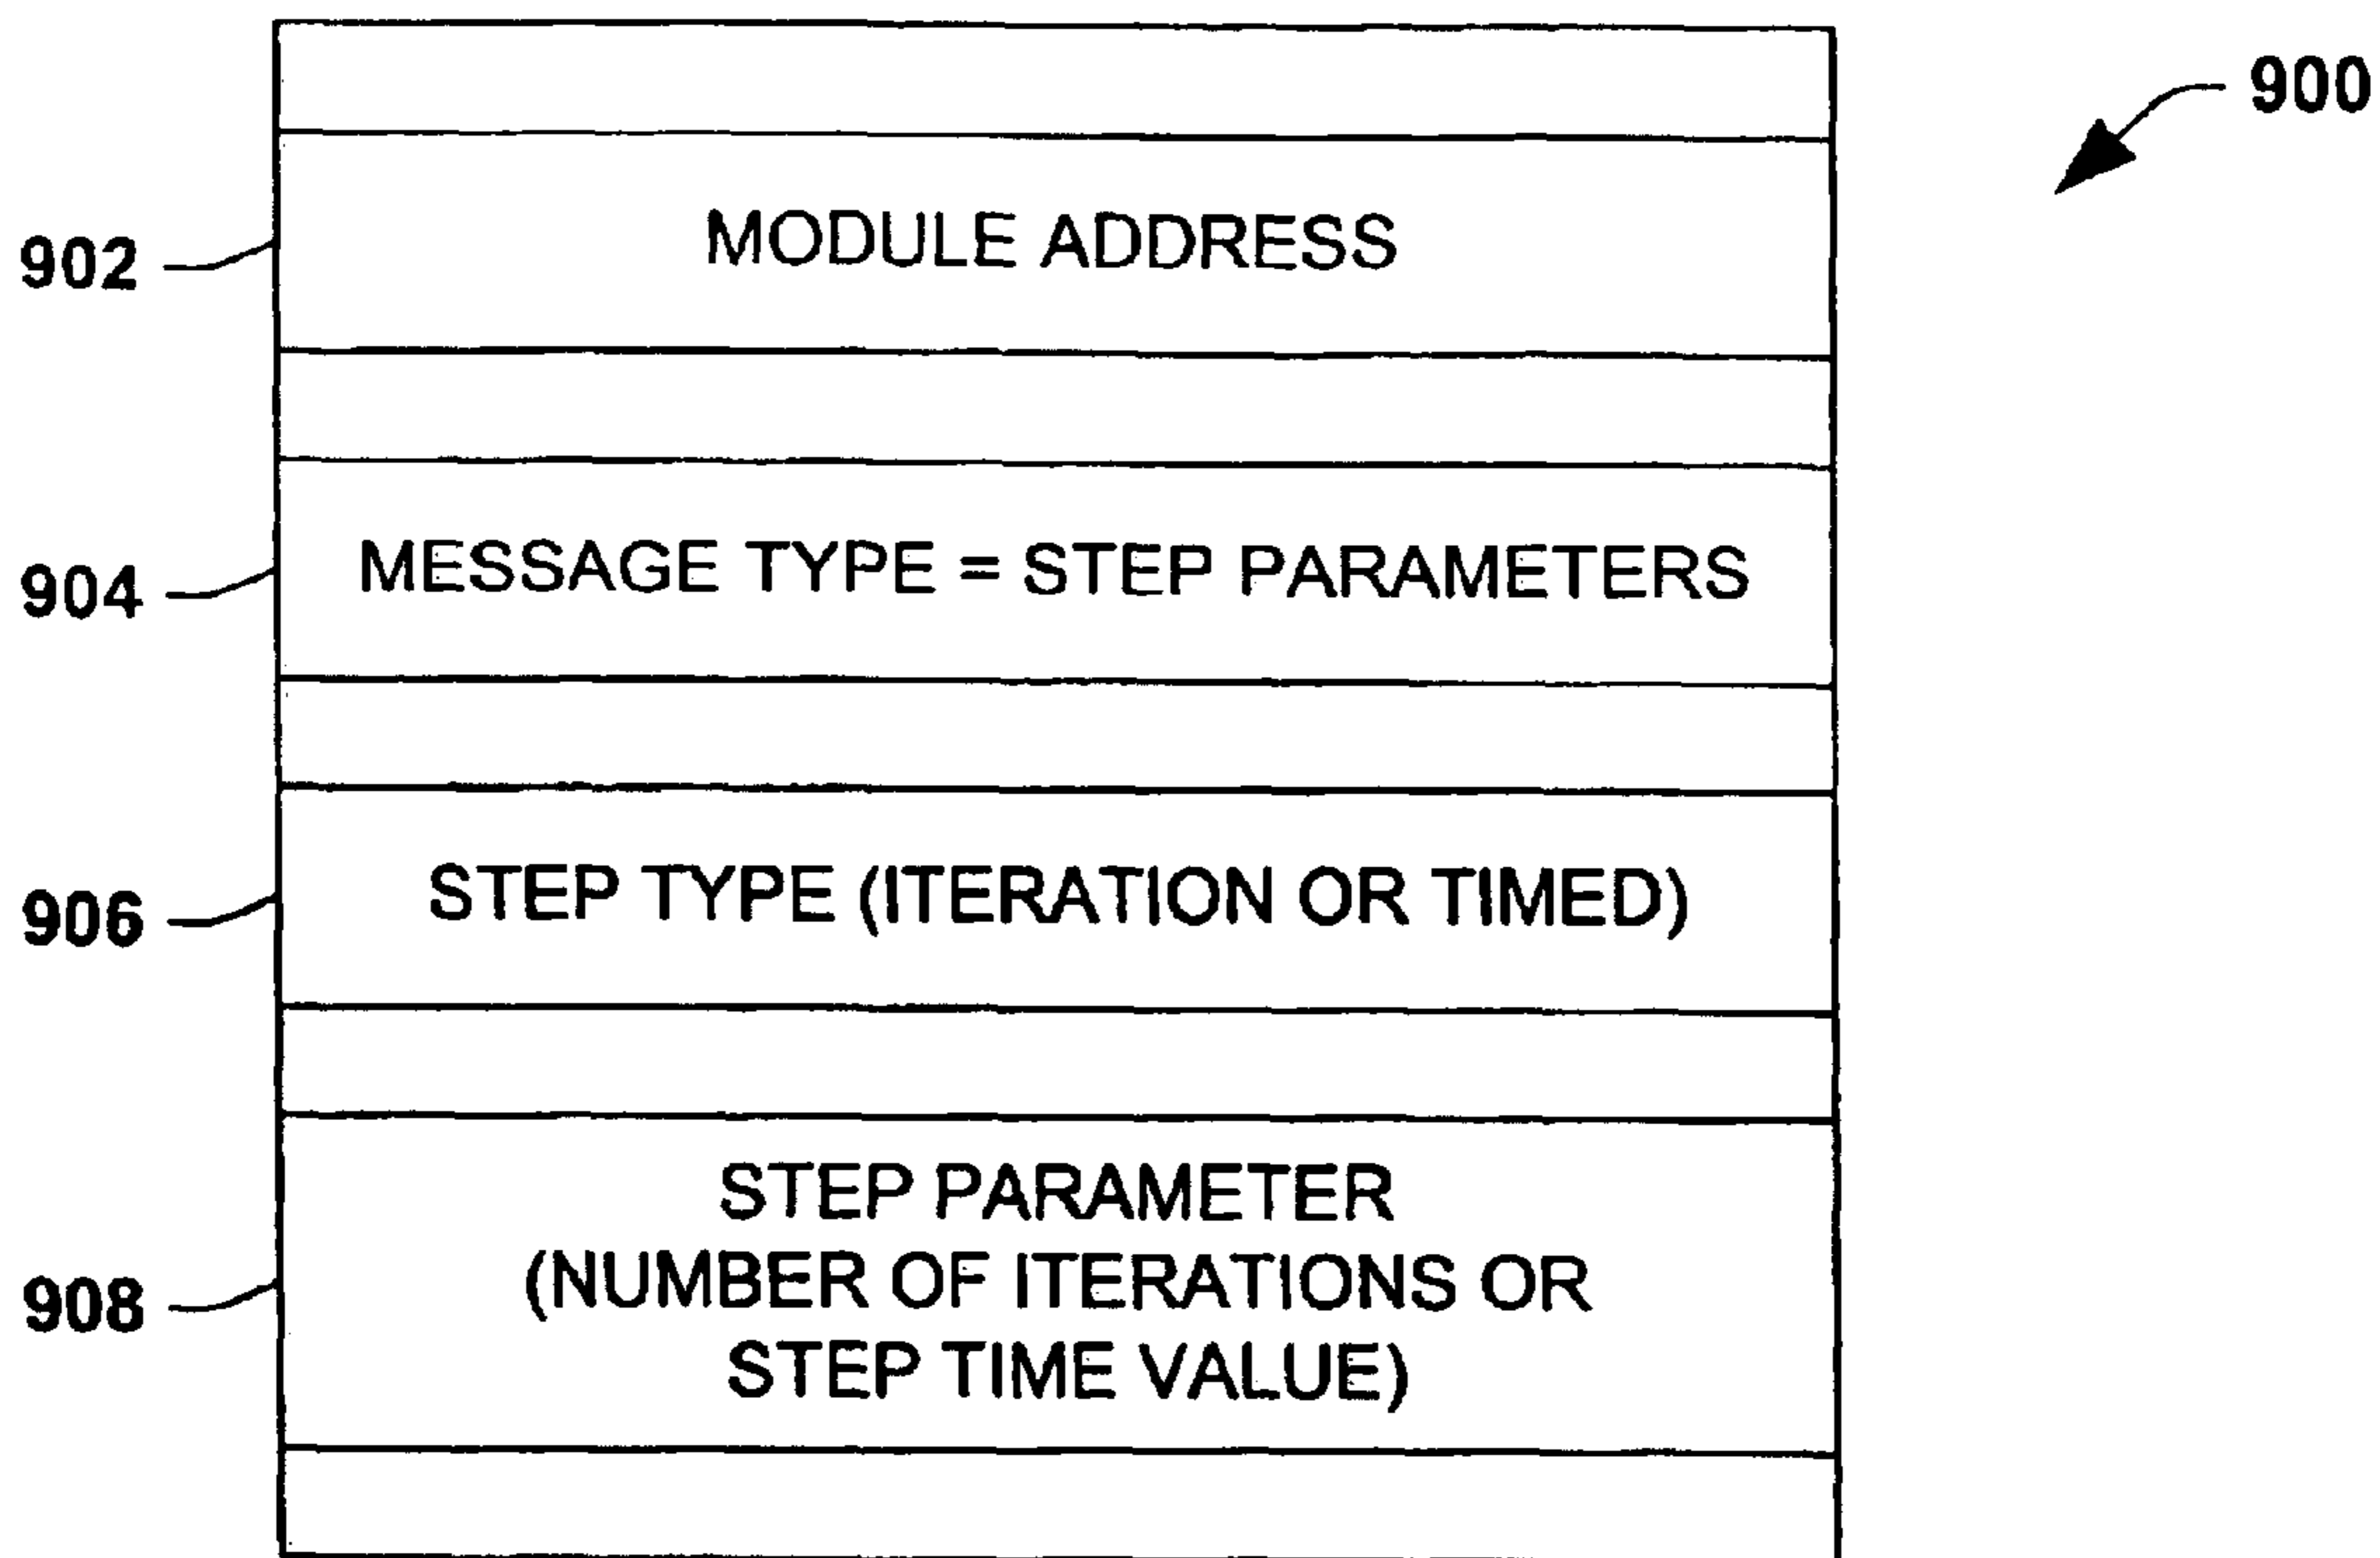 900
902
MODULE ADDRESS
904
MESSAGE TYPE = STEP PARAMETERS
906
STEP TYPE (ITERATION OR TIMED)
908
STEP PARAMETER
(NUMBER OF ITERATIONS OR
STEP TIME VALUE)